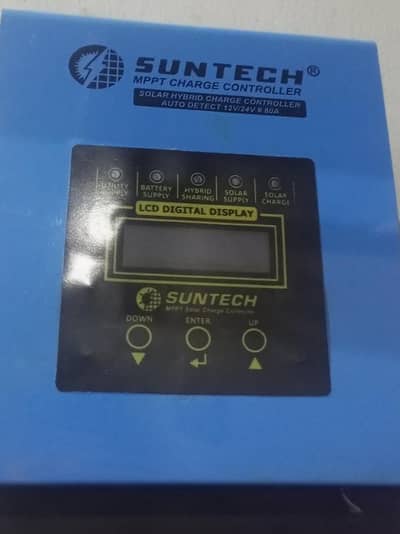 SUNTECH®
MPPT CHARGE CONTROLLER
SOLAR HYBRID CHARGE CONTROLLER
AUTO DETECT 12V/24V # 80A
UTILITY SUPPLY
BATTERY SUPPLY
HYBRID SHARING
SOLAR SUPPLY
SOLAR CHARGE
LCD DIGITAL DISPLAY
SUNTECH
MPPT Solar Charge Controller
DOWN ENTER UP